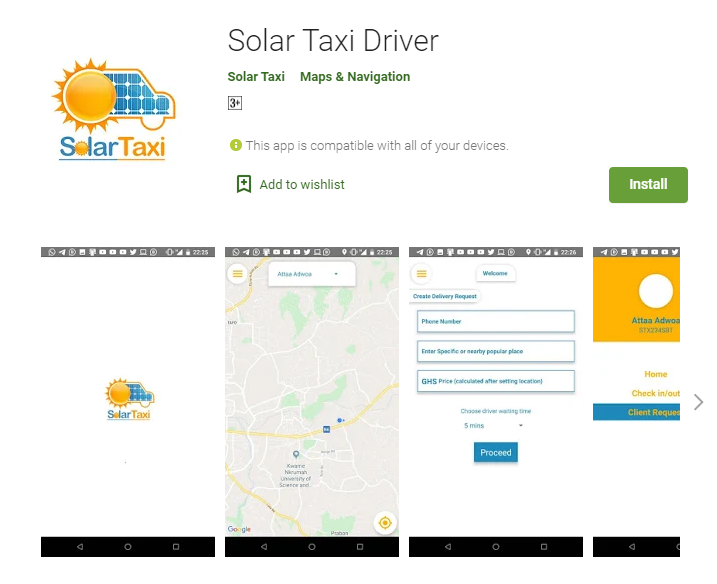 Solar Taxi Driver
Solar Taxi Maps & Navigation
3+
SolarTaxi
This app is compatible with all of your devices.
Add to wishlist
Install
22:25
SolarTaxi
22:25
Attaa Adwoa
Kwame
Nkrumah
University of
Science and...
Google
Praban
22:26
Welcome
Create Delivery Request
Phone Number
Enter Specific or nearby popular place
GHS Price (calculated after setting location)
Choose driver waiting time
5 mins
Proceed
Attaa Adwoa
Home
Check in/out
Client Reques